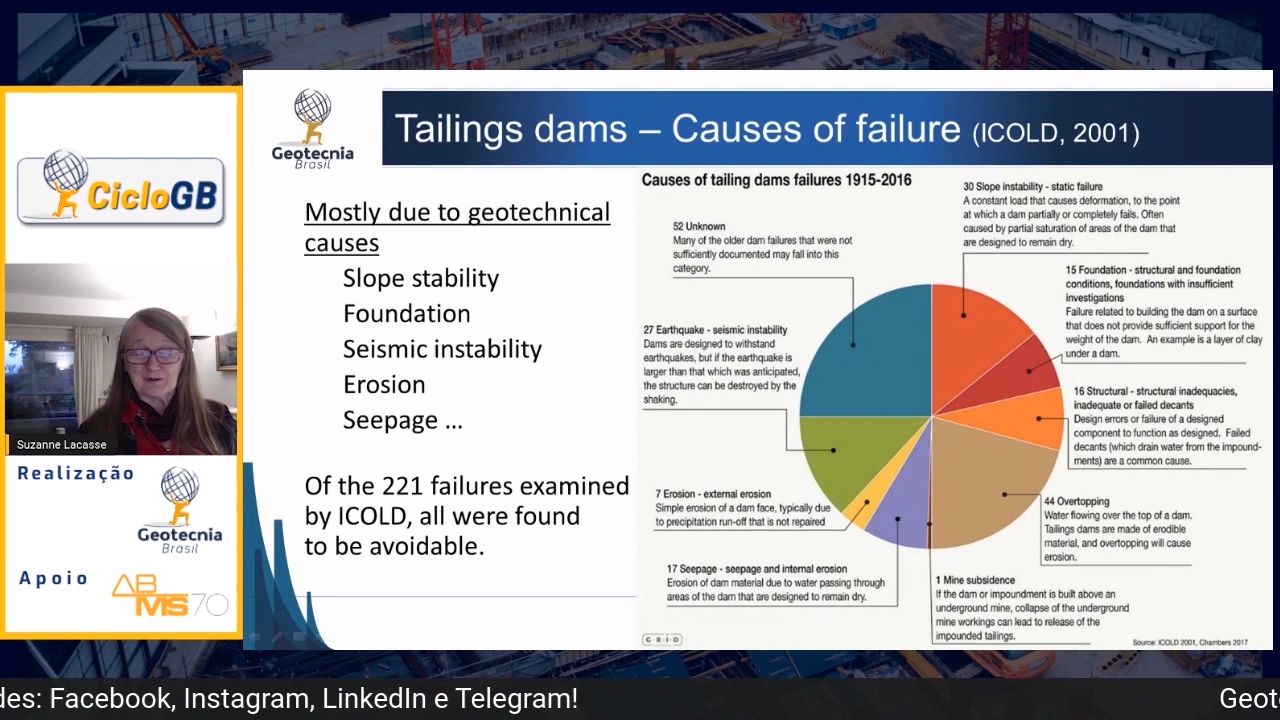 CicloGB
Suzanne Lacasse
Realização
Geotecnia
Brasil
Apoio
ABMS70
Geotecnia
Brasil
Tailings dams – Causes of failure (ICOLD, 2001)
Mostly due to geotechnical
causes
Slope stability
Foundation
Seismic instability
Erosion
Seepage ...
Of the 221 failures examined
by ICOLD, all were found
to be avoidable.
Causes of tailing dams failures 1915-2016
52 Unknown
Many of the older dam failures that were not
sufficiently documented may fall into this
category.
27 Earthquake - seismic instability
Dams are designed to withstand
earthquakes, but if the earthquake is
larger than that which was anticipated,
the structure can be destroyed by the
shaking.
7 Erosion - external erosion
Simple erosion of a dam face, typically due
to precipitation run-off that is not repaired
17 Seepage - seepage and internal erosion
Erosion of dam material due to water passing through
areas of the dam that are designed to remain dry.
30 Slope instability - static failure
A constant load that causes deformation, to the point
at which a dam partially or completely fails. Often
caused by partial saturation of areas of the dam that
are designed to remain dry.
15 Foundation - structural and foundation
conditions, foundations with insufficient
investigations
Failure related to building the dam on a surface
that does not provide sufficient support for the
weight of the dam. An example is a layer of clay
under a dam.
16 Structural - structural inadequacies,
inadequate or failed decants
Design errors or failure of a designed
component to function as designed. Failed
decants (which drain water from the impound-
ments) are a common cause.
44 Overtopping
Water flowing over the top of a dam.
Tailings dams are made of erodible
material, and overtopping will cause
erosion.
1 Mine subsidence
If the dam or impoundment is built above an
underground mine, collapse of the underground
mine workings can lead to release of the
impounded tailings.
G·R·I·D
Source: ICOLD 2001, Chambers 2017
des: Facebook, Instagram, LinkedIn e Telegram!
Geote